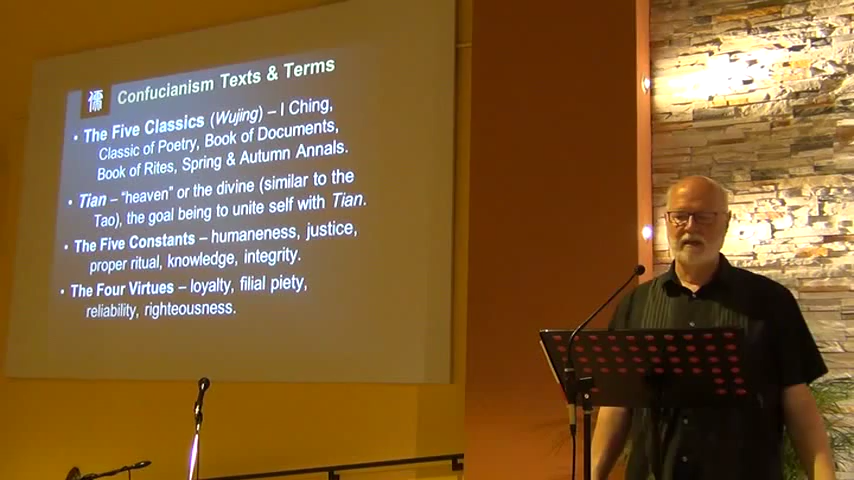 儒 Confucianism Texts & Terms
• The Five Classics (Wujing) – I Ching,
Classic of Poetry, Book of Documents,
Book of Rites, Spring & Autumn Annals.
• Tian – "heaven" or the divine (similar to the
Tao), the goal being to unite self with Tian.
• The Five Constants – humaneness, justice,
proper ritual, knowledge, integrity.
• The Four Virtues – loyalty, filial piety,
reliability, righteousness.